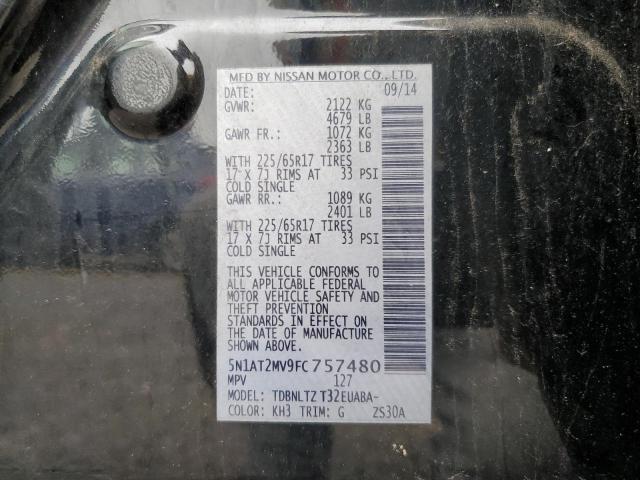 MFD BY NISSAN MOTOR CO., LTD.
DATE: 09/14
GVWR: 2122 KG
4679 LB
GAWR FR.: 1072 KG
2363 LB
WITH 225/65R17 TIRES
17 X 7J RIMS AT 33 PSI
COLD SINGLE
GAWR RR.: 1089 KG
2401 LB
WITH 225/65R17 TIRES
17 X 7J RIMS AT 33 PSI
COLD SINGLE
THIS VEHICLE CONFORMS TO
ALL APPLICABLE FEDERAL
MOTOR VEHICLE SAFETY AND
THEFT PREVENTION
STANDARDS IN EFFECT ON
THE DATE OF MANUFACTURE
SHOWN ABOVE.
5N1AT2MV9FC757480
MPV 127
MODEL: TDBNLTZ T32EUABA-
COLOR: KH3 TRIM: G ZS30A